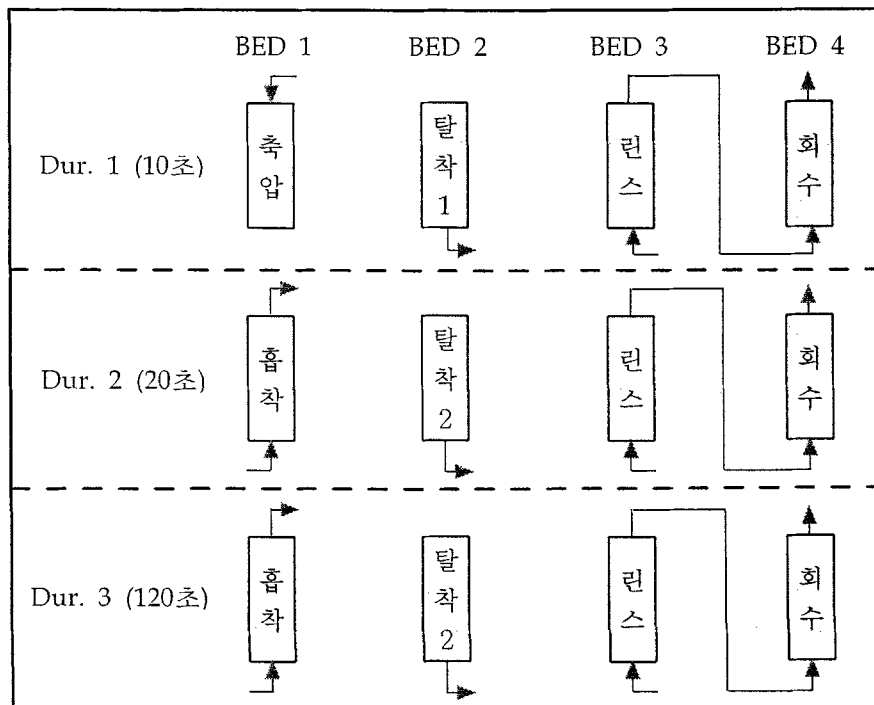 BED 1 BED 2 BED 3 BED 4
Dur. 1 (10초) 축압 탈착1 린스 회수
Dur. 2 (20초) 흡착 탈착2 린스 회수
Dur. 3 (120초) 흡착 탈착2 린스 회수